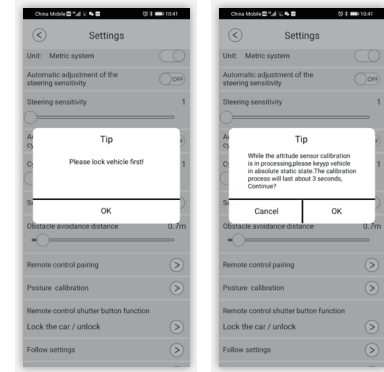 China Mobile
10:41
Settings
Unit: Metric system
Automatic adjustment of the
steering sensitivity
OFF
Steering sensitivity
1
Tip
Please lock vehicle first!
1
OK
Obstacle avoidance distance
0.7m
Remote control pairing
Posture calibration
Remote control shutter button function
Lock the car / unlock
Follow settings
China Mobile
10:41
Settings
Unit: Metric system
Automatic adjustment of the
steering sensitivity
OFF
Steering sensitivity
1
Tip
While the attitude sensor calibration
is in processing,please keyyp vehicle
in absolute static state.The calibration
process will last about 3 seconds,
Continue?
1
Cancel
OK
Obstacle avoidance distance
0.7m
Remote control pairing
Posture calibration
Remote control shutter button function
Lock the car / unlock
Follow settings